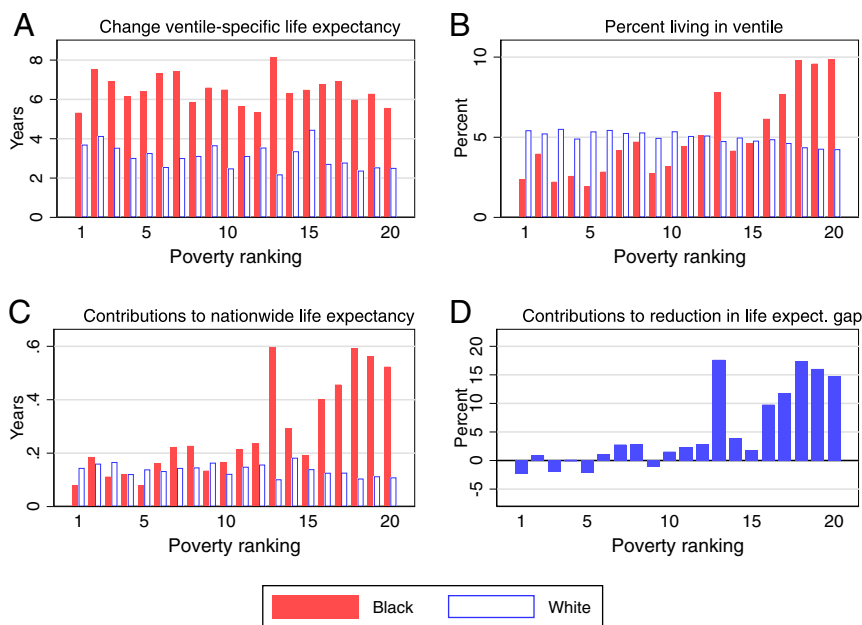 A Change ventile-specific life expectancy
Years
8
6
4
2
0
1 5 10 15 20
Poverty ranking
B Percent living in ventile
Percent
10
5
0
1 5 10 15 20
Poverty ranking
C Contributions to nationwide life expectancy
Years
.6
.4
.2
0
1 5 10 15 20
Poverty ranking
D Contributions to reduction in life expect. gap
Percent
20
15
10
5
0
-5
1 5 10 15 20
Poverty ranking
Black White